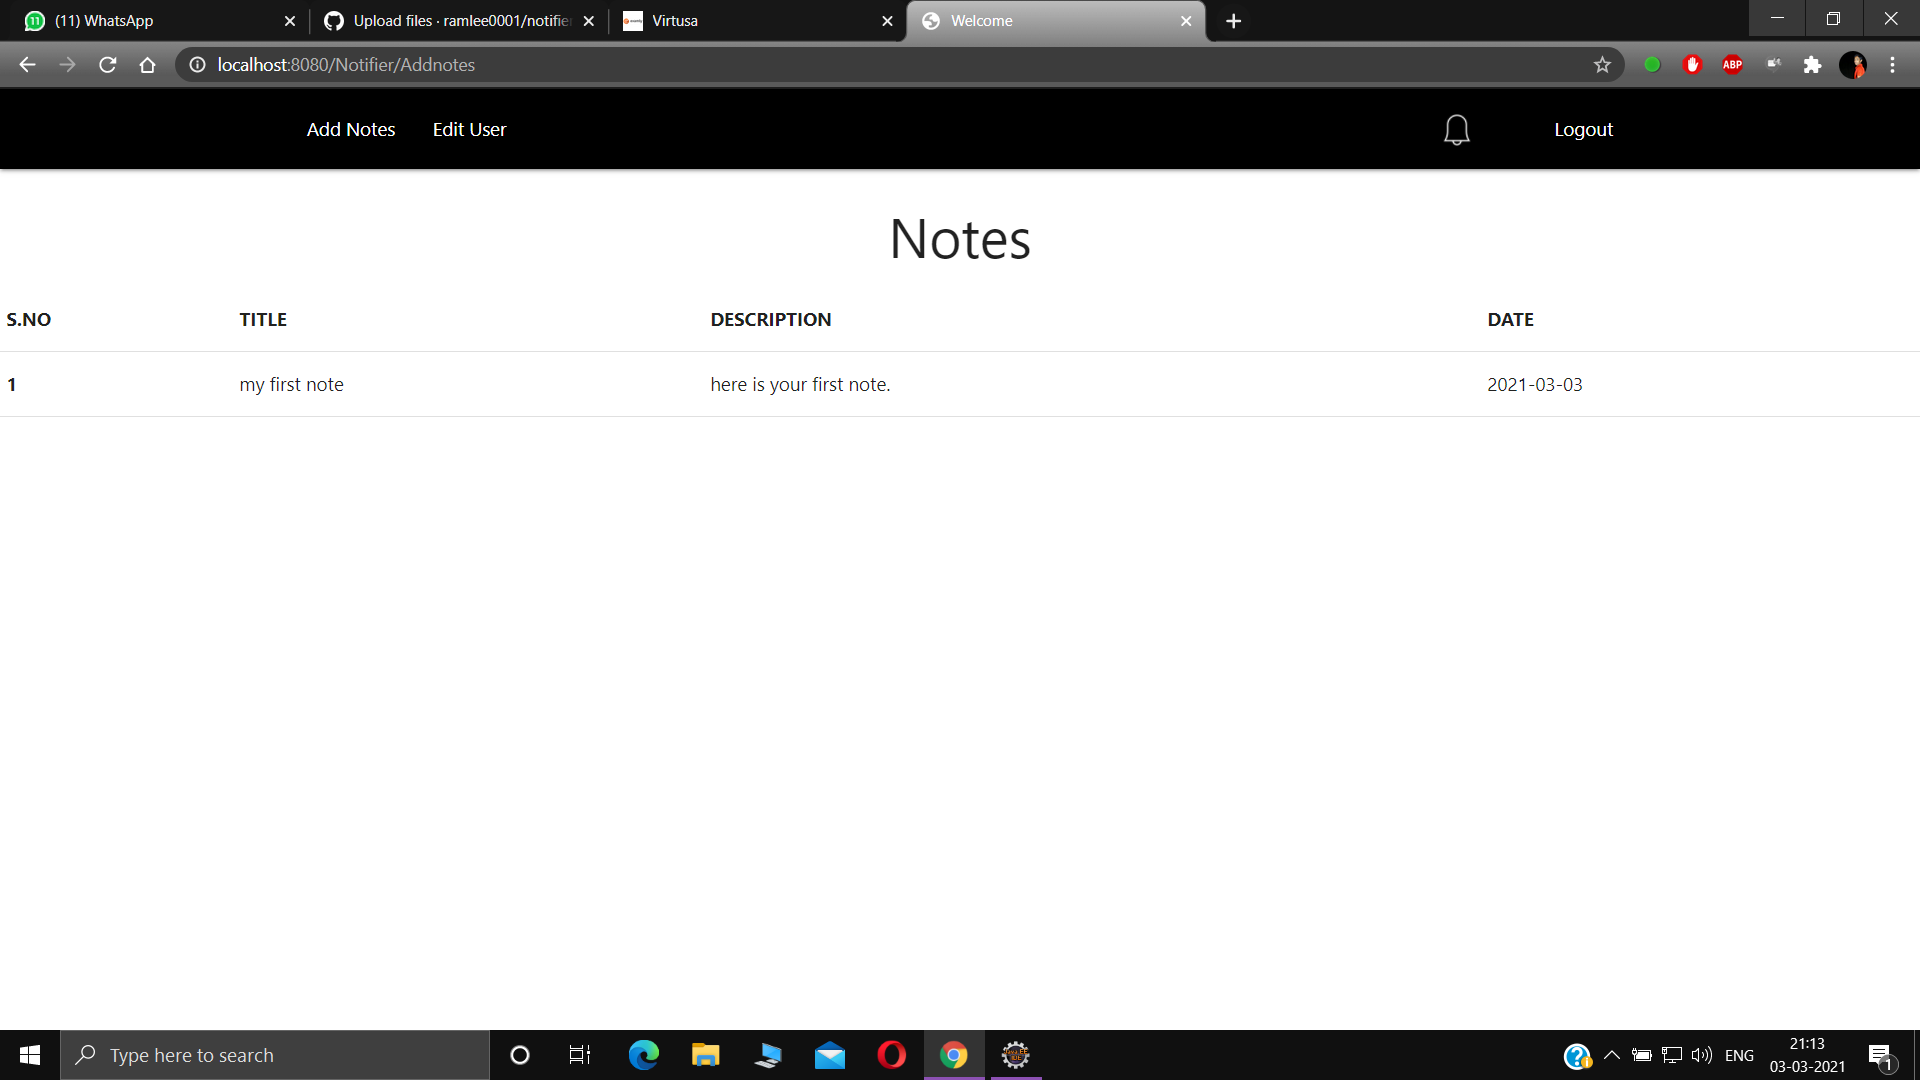 (11) WhatsApp
Upload files · ramlee0001/notifier
Virtusa
Welcome
localhost:8080/Notifier/Addnotes
ABP
Add Notes Edit User Logout
Notes
S.NO TITLE DESCRIPTION DATE
1 my first note here is your first note. 2021-03-03
Type here to search
ENG
21:13
03-03-2021
1